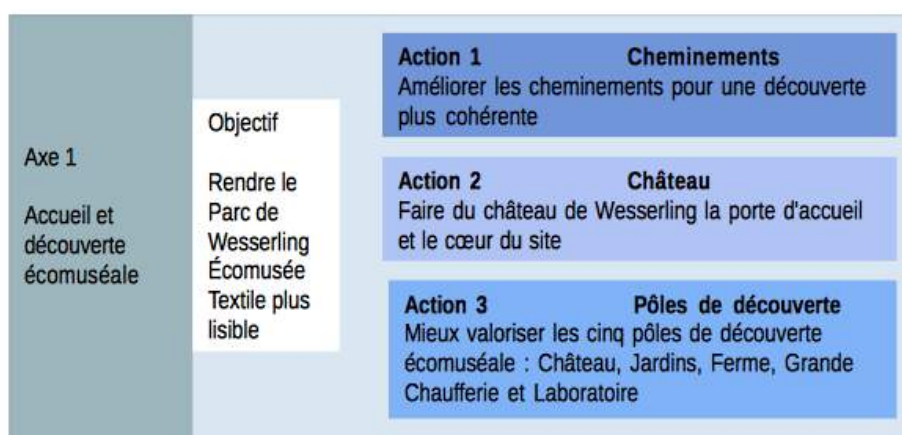 Axe 1
Accueil et
découverte
écomuséale
Objectif
Rendre le
Parc de
Wesserling
Écomusée
Textile plus
lisible
Action 1 Cheminements
Améliorer les cheminements pour une découverte
plus cohérente
Action 2 Château
Faire du château de Wesserling la porte d'accueil
et le cœur du site
Action 3 Pôles de découverte
Mieux valoriser les cinq pôles de découverte
écomuséale : Château, Jardins, Ferme, Grande
Chaufferie et Laboratoire